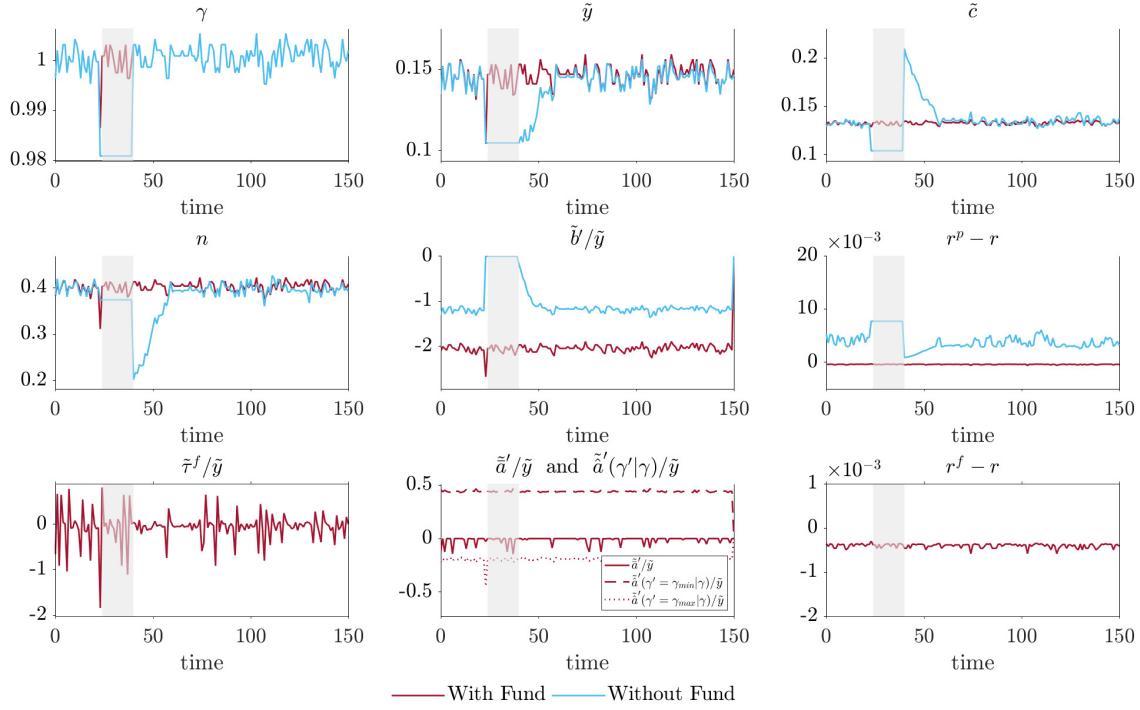 γ
ỹ
c̃
1
0.99
0.98
0 50 100 150
time
0.15
0.1
0 50 100 150
time
0.2
0.15
0.1
0 50 100 150
time
n
b̃′/ỹ
×10⁻³ rᵖ − r
0.4
0.3
0.2
0 50 100 150
time
0
-1
-2
0 50 100 150
time
20
10
0
0 50 100 150
time
τ̃ᶠ/ỹ
ā̃′/ỹ and ã̂′(γ′|γ)/ỹ
×10⁻³ rᶠ − r
0
-1
-2
0 50 100 150
time
0.5
0
-0.5
ā̃′/ỹ
ã̂′(γ′ = γₘᵢₙ|γ)/ỹ
ã̂′(γ′ = γₘₐₓ|γ)/ỹ
0 50 100 150
time
1
0
-1
-2
0 50 100 150
time
With Fund Without Fund